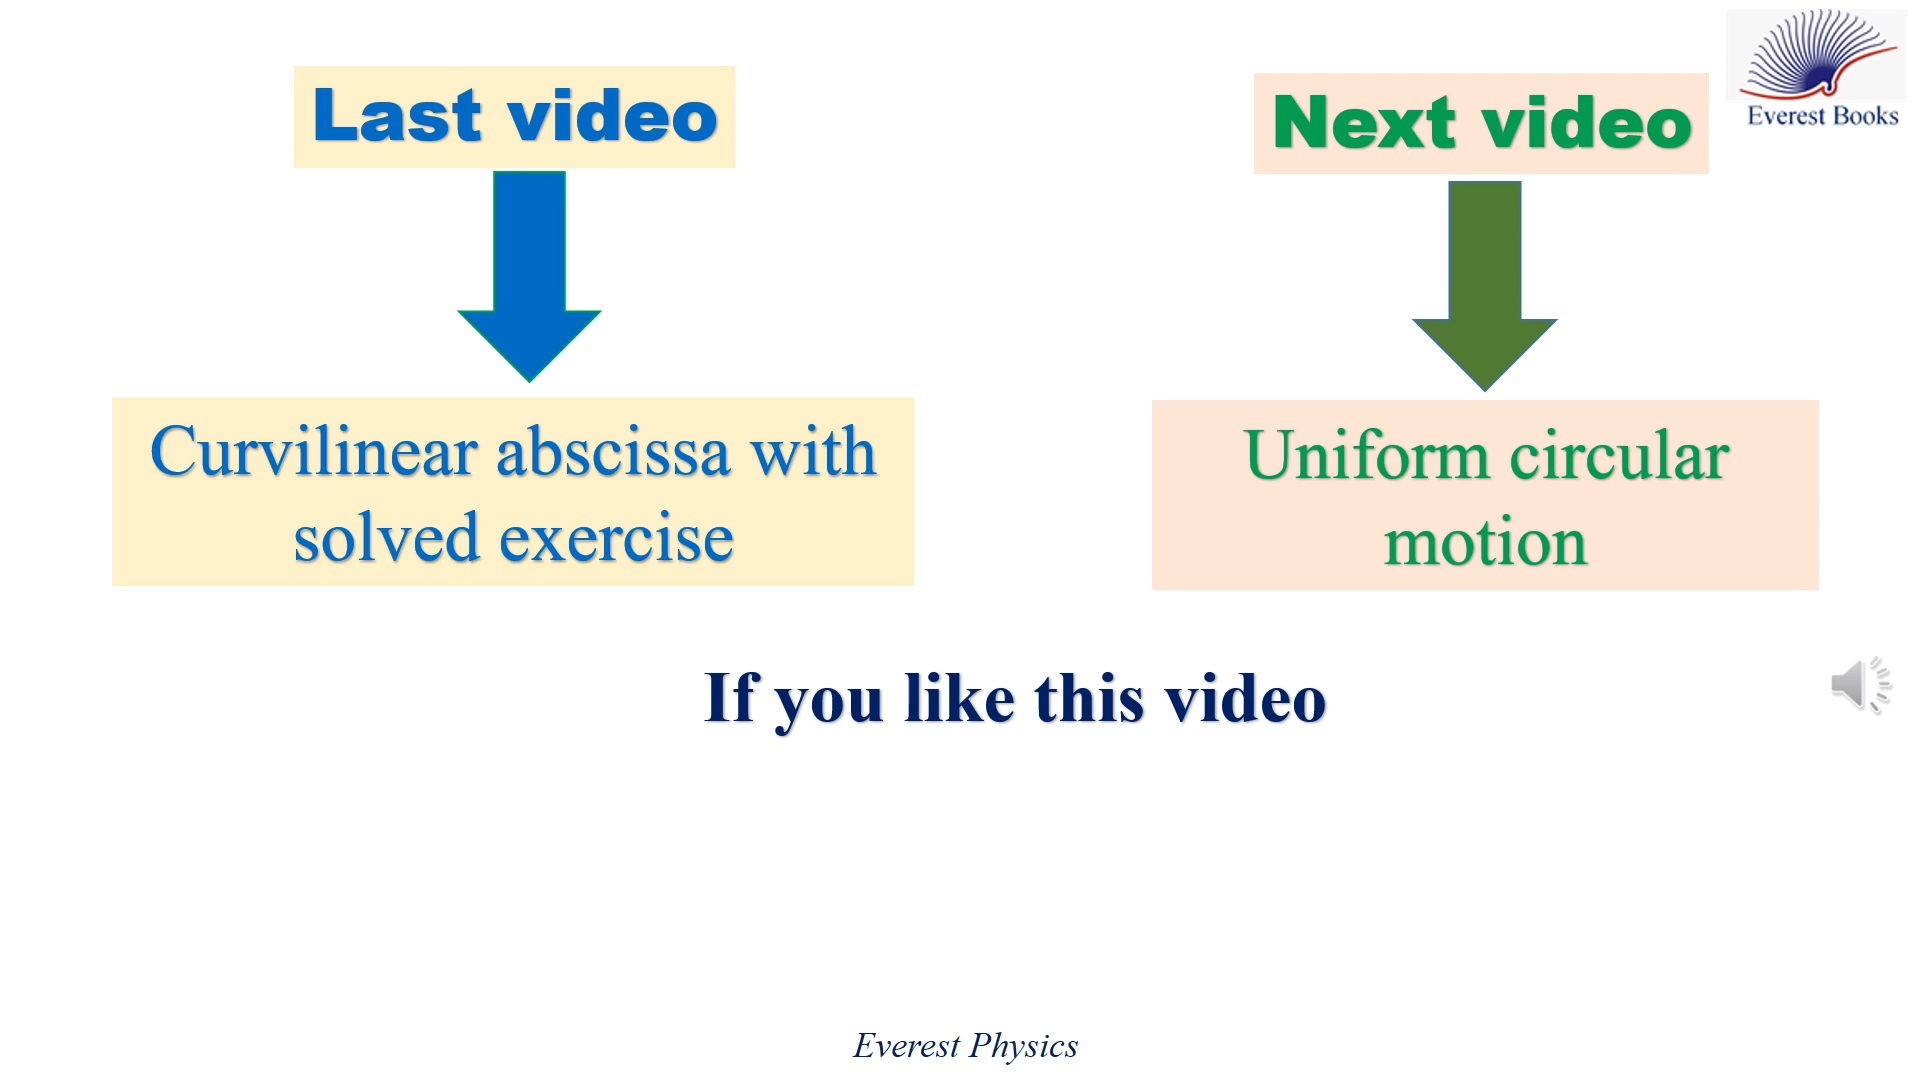 Last video
Next video
Everest Books
Curvilinear abscissa with
solved exercise
Uniform circular
motion
If you like this video
Everest Physics